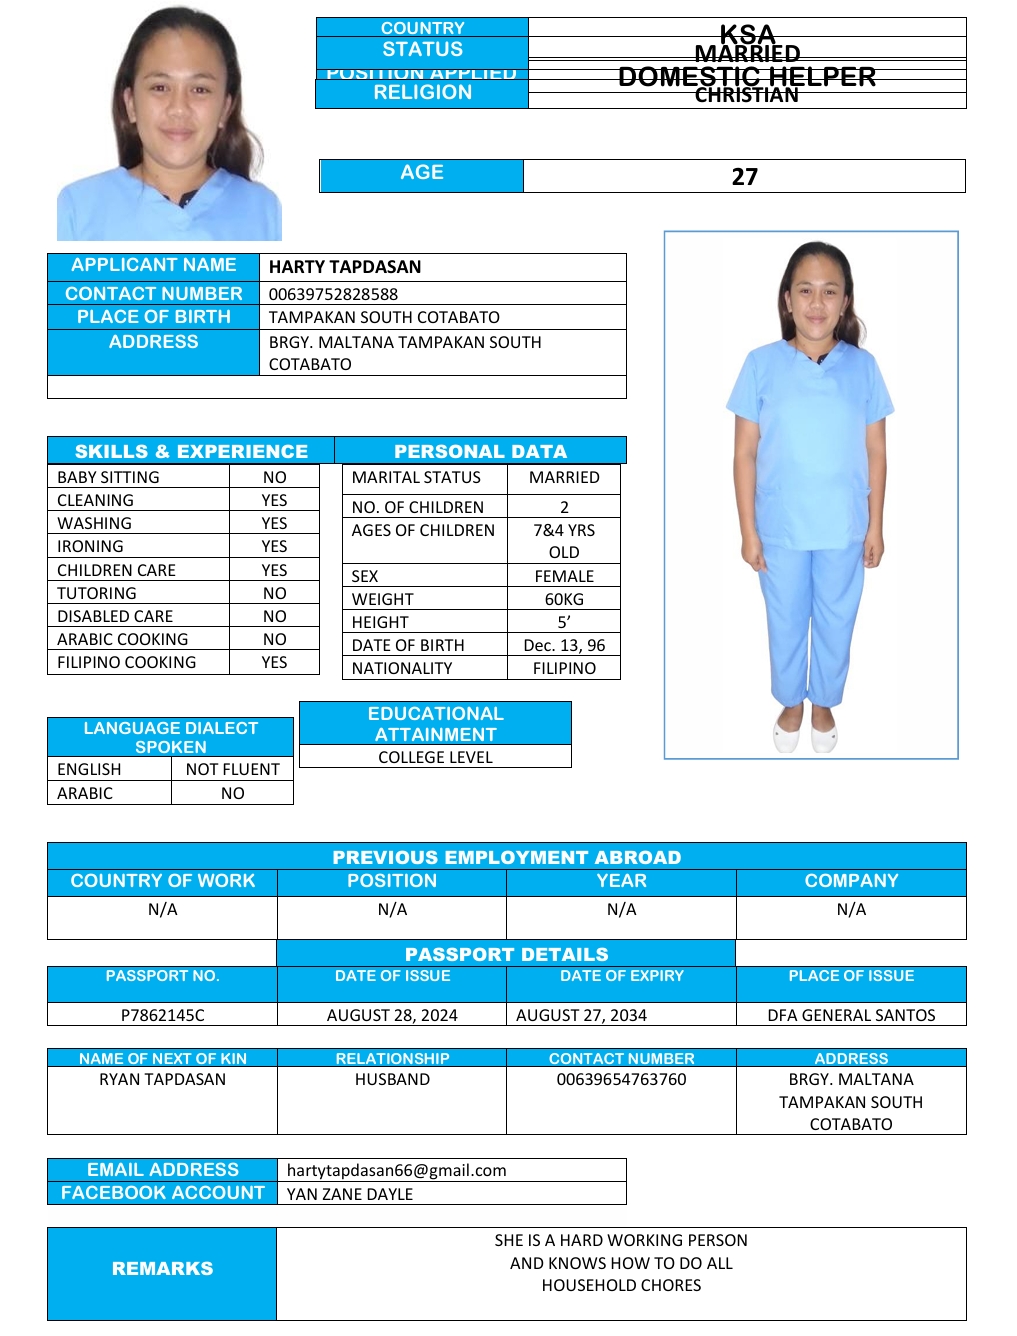 COUNTRY KSA
STATUS MARRIED
POSITION APPLIED DOMESTIC HELPER
RELIGION CHRISTIAN
AGE 27
APPLICANT NAME HARTY TAPDASAN
CONTACT NUMBER 00639752828588
PLACE OF BIRTH TAMPAKAN SOUTH COTABATO
ADDRESS BRGY. MALTANA TAMPAKAN SOUTH
COTABATO
SKILLS & EXPERIENCE
BABY SITTING NO
CLEANING YES
WASHING YES
IRONING YES
CHILDREN CARE YES
TUTORING NO
DISABLED CARE NO
ARABIC COOKING NO
FILIPINO COOKING YES
PERSONAL DATA
MARITAL STATUS MARRIED
NO. OF CHILDREN 2
AGES OF CHILDREN 7&4 YRS
OLD
SEX FEMALE
WEIGHT 60KG
HEIGHT 5’
DATE OF BIRTH Dec. 13, 96
NATIONALITY FILIPINO
LANGUAGE DIALECT
SPOKEN
ENGLISH NOT FLUENT
ARABIC NO
EDUCATIONAL
ATTAINMENT
COLLEGE LEVEL
PREVIOUS EMPLOYMENT ABROAD
COUNTRY OF WORK POSITION YEAR COMPANY
N/A N/A N/A N/A
PASSPORT DETAILS
PASSPORT NO. DATE OF ISSUE DATE OF EXPIRY PLACE OF ISSUE
P7862145C AUGUST 28, 2024 AUGUST 27, 2034 DFA GENERAL SANTOS
NAME OF NEXT OF KIN RELATIONSHIP CONTACT NUMBER ADDRESS
RYAN TAPDASAN HUSBAND 00639654763760 BRGY. MALTANA
TAMPAKAN SOUTH
COTABATO
EMAIL ADDRESS hartytapdasan66@gmail.com
FACEBOOK ACCOUNT YAN ZANE DAYLE
REMARKS
SHE IS A HARD WORKING PERSON
AND KNOWS HOW TO DO ALL
HOUSEHOLD CHORES